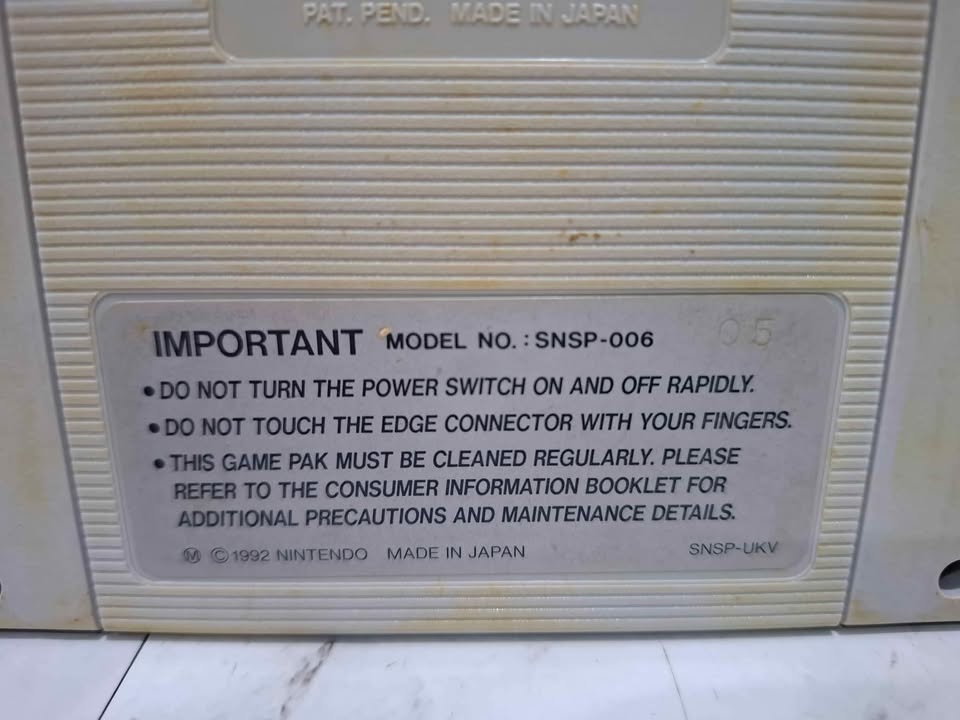 PAT. PEND. MADE IN JAPAN
IMPORTANT MODEL NO. : SNSP-006 05
• DO NOT TURN THE POWER SWITCH ON AND OFF RAPIDLY.
• DO NOT TOUCH THE EDGE CONNECTOR WITH YOUR FINGERS.
• THIS GAME PAK MUST BE CLEANED REGULARLY. PLEASE
REFER TO THE CONSUMER INFORMATION BOOKLET FOR
ADDITIONAL PRECAUTIONS AND MAINTENANCE DETAILS.
Ⓜ ©1992 NINTENDO MADE IN JAPAN SNSP-UKV